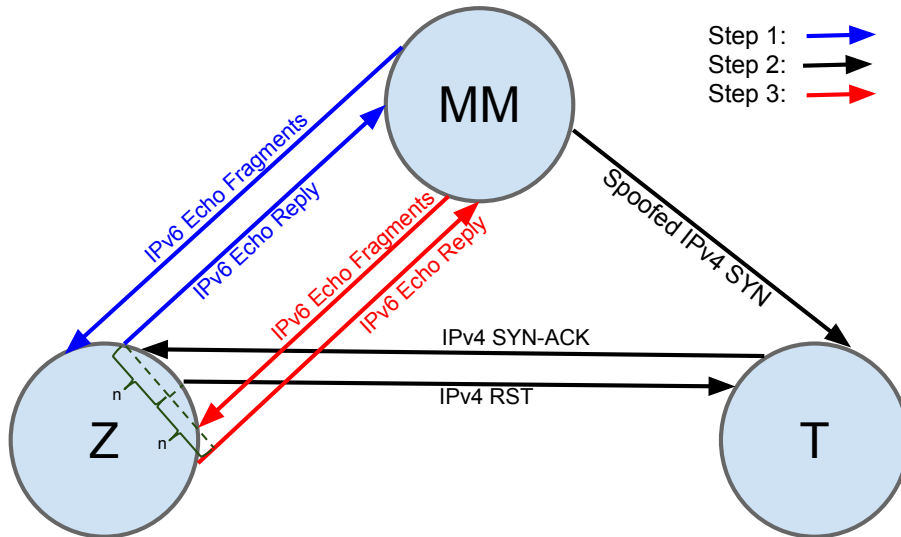 MM
Step 1:
Step 2:
Step 3:
IPv6 Echo Fragments
IPv6 Echo Reply
IPv6 Echo Fragments
IPv6 Echo Reply
Spoofed IPv4 SYN
IPv4 SYN-ACK
IPv4 RST
n
n
Z
T